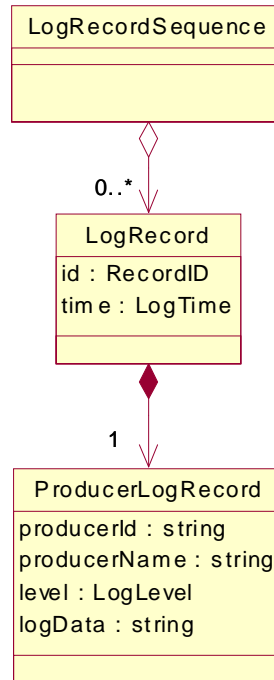 LogRecordSequence
0..*
LogRecord
id : RecordID
time : LogTime
1
ProducerLogRecord
producerId : string
producerName : string
level : LogLevel
logData : string